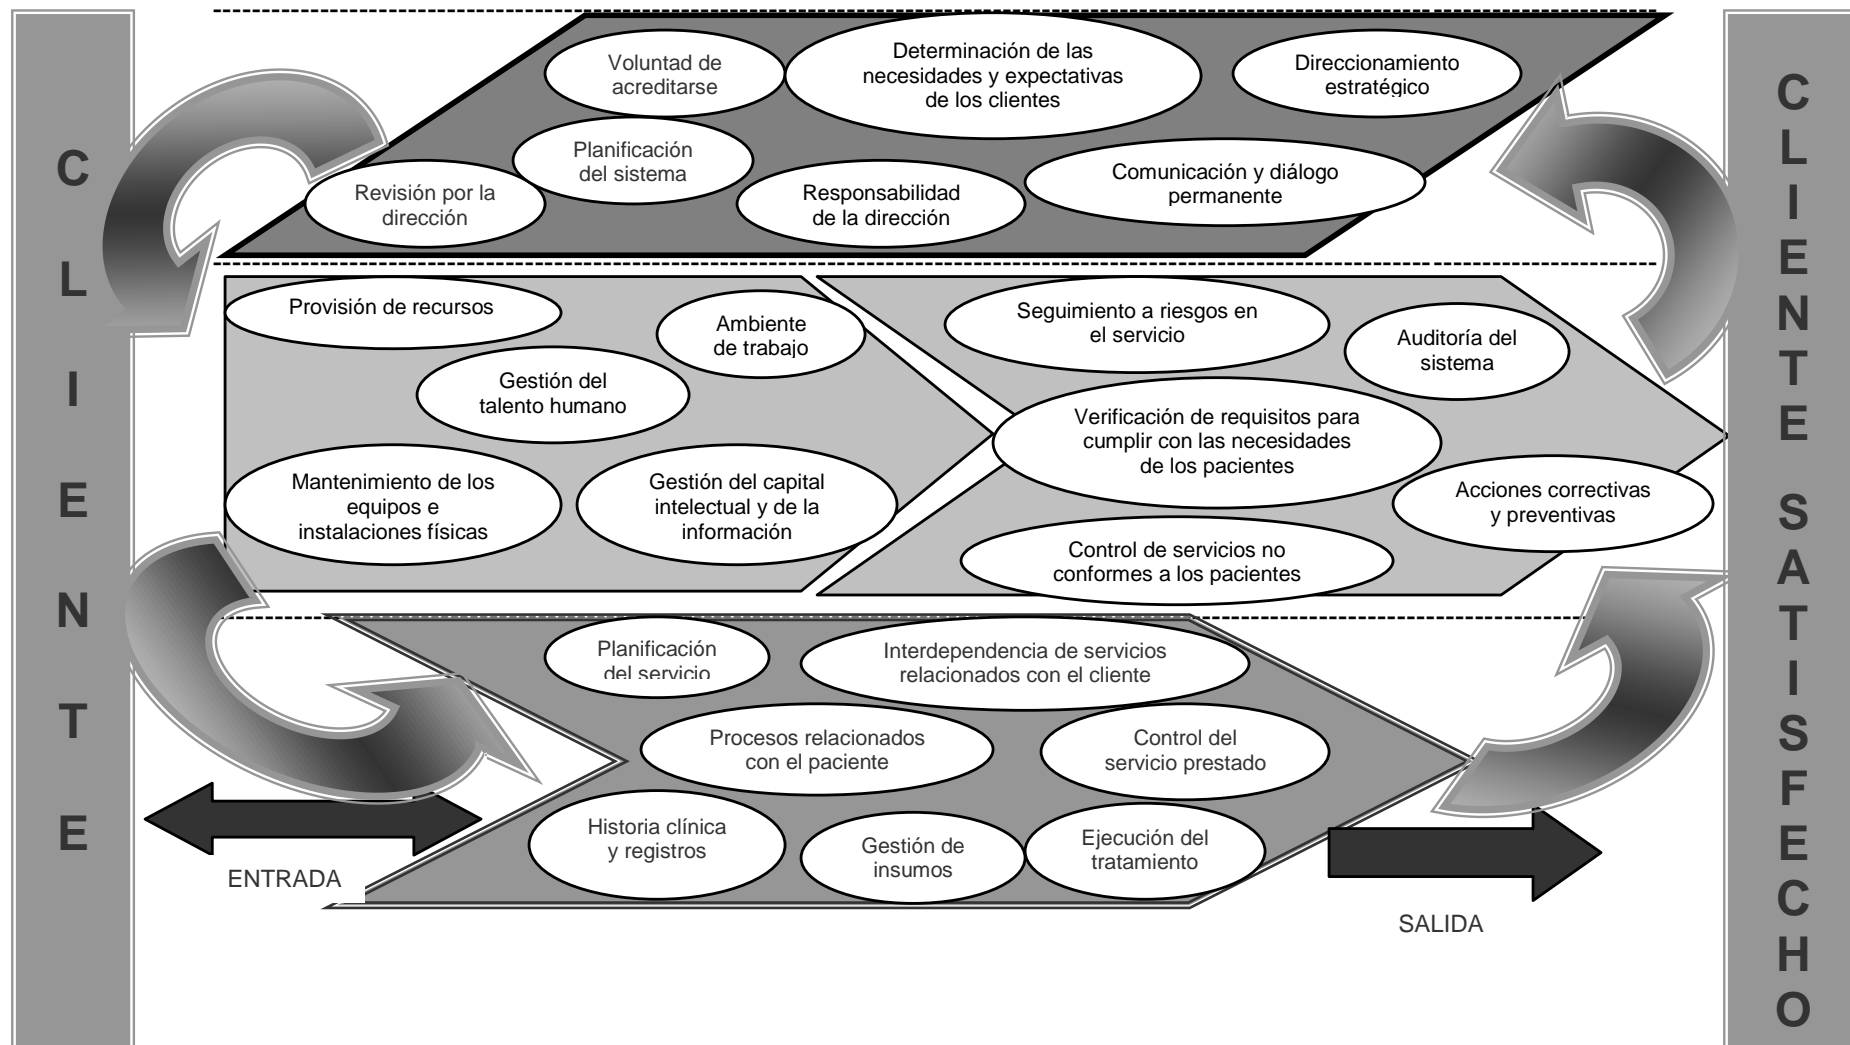 CLIENTE
Voluntad de
acreditarse
Determinación de las
necesidades y expectativas
de los clientes
Direccionamiento
estratégico
Planificación
del sistema
Revisión por la
dirección
Responsabilidad
de la dirección
Comunicación y diálogo
permanente
Provisión de recursos
Ambiente
de trabajo
Gestión del
talento humano
Mantenimiento de los
equipos e
instalaciones físicas
Gestión del capital
intelectual y de la
información
Seguimiento a riesgos en
el servicio
Auditoría del
sistema
Verificación de requisitos para
cumplir con las necesidades
de los pacientes
Acciones correctivas
y preventivas
Control de servicios no
conformes a los pacientes
Planificación
del servicio
Interdependencia de servicios
relacionados con el cliente
Procesos relacionados
con el paciente
Control del
servicio prestado
Historia clínica
y registros
Gestión de
insumos
Ejecución del
tratamiento
ENTRADA
SALIDA
CLIENTE SATISFECHO